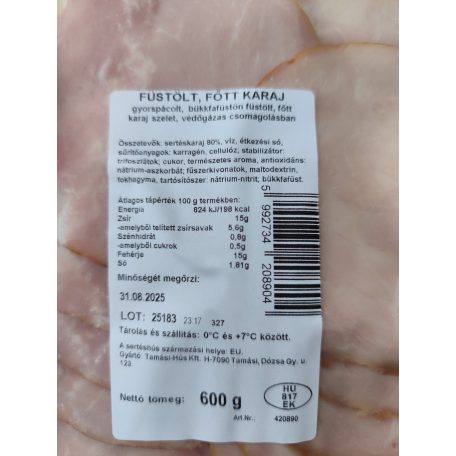 FÜSTÖLT, FŐTT KARAJ
gyorspácolt, bükkfafüstön füstölt, főtt
karaj szelet, védőgázas csomagolásban
Összetevők: sertéskaraj 80%, víz, étkezési só,
sűrítőanyagok: karragén, cellulóz; stabilizátor:
trifoszfátok; cukor, természetes aroma, antioxidáns:
nátrium-aszkorbát; fűszerkivonatok, maltodextrin,
fokhagyma, tartósítószer: nátrium-nitrit; bükkfafüst.
Átlagos tápérték 100 g termékben:
Energia 824 kJ/198 kcal
Zsír 15g
-amelyből telített zsírsavak 5,6g
Szénhidrát 0,8g
-amelyből cukrok 0,5g
Fehérje 15g
Só 1,81g
Minőségét megőrzi:
31.08.2025
LOT: 25183 23:17 327
Tárolás és szállítás: 0°C és +7°C között.
A sertéshús származási helye: EU.
Gyártó: Tamási-Hús Kft. H-7090 Tamási, Dózsa Gy. u.
123.
Nettó tömeg: 600 g
HU
817
EK
Art.Nr.: 420890
5 992734 208904